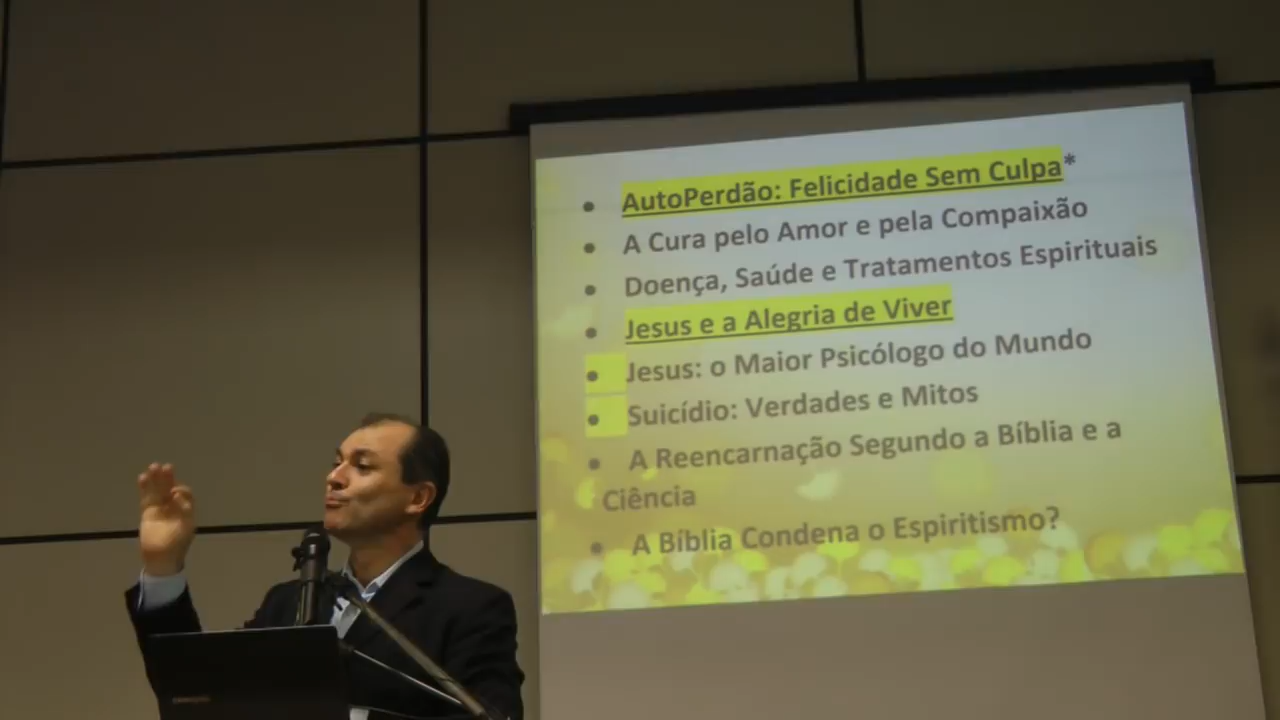 • AutoPerdão: Felicidade Sem Culpa*
• A Cura pelo Amor e pela Compaixão
• Doença, Saúde e Tratamentos Espirituais
• Jesus e a Alegria de Viver
• Jesus: o Maior Psicólogo do Mundo
• Suicídio: Verdades e Mitos
• A Reencarnação Segundo a Bíblia e a
Ciência
• A Bíblia Condena o Espiritismo?